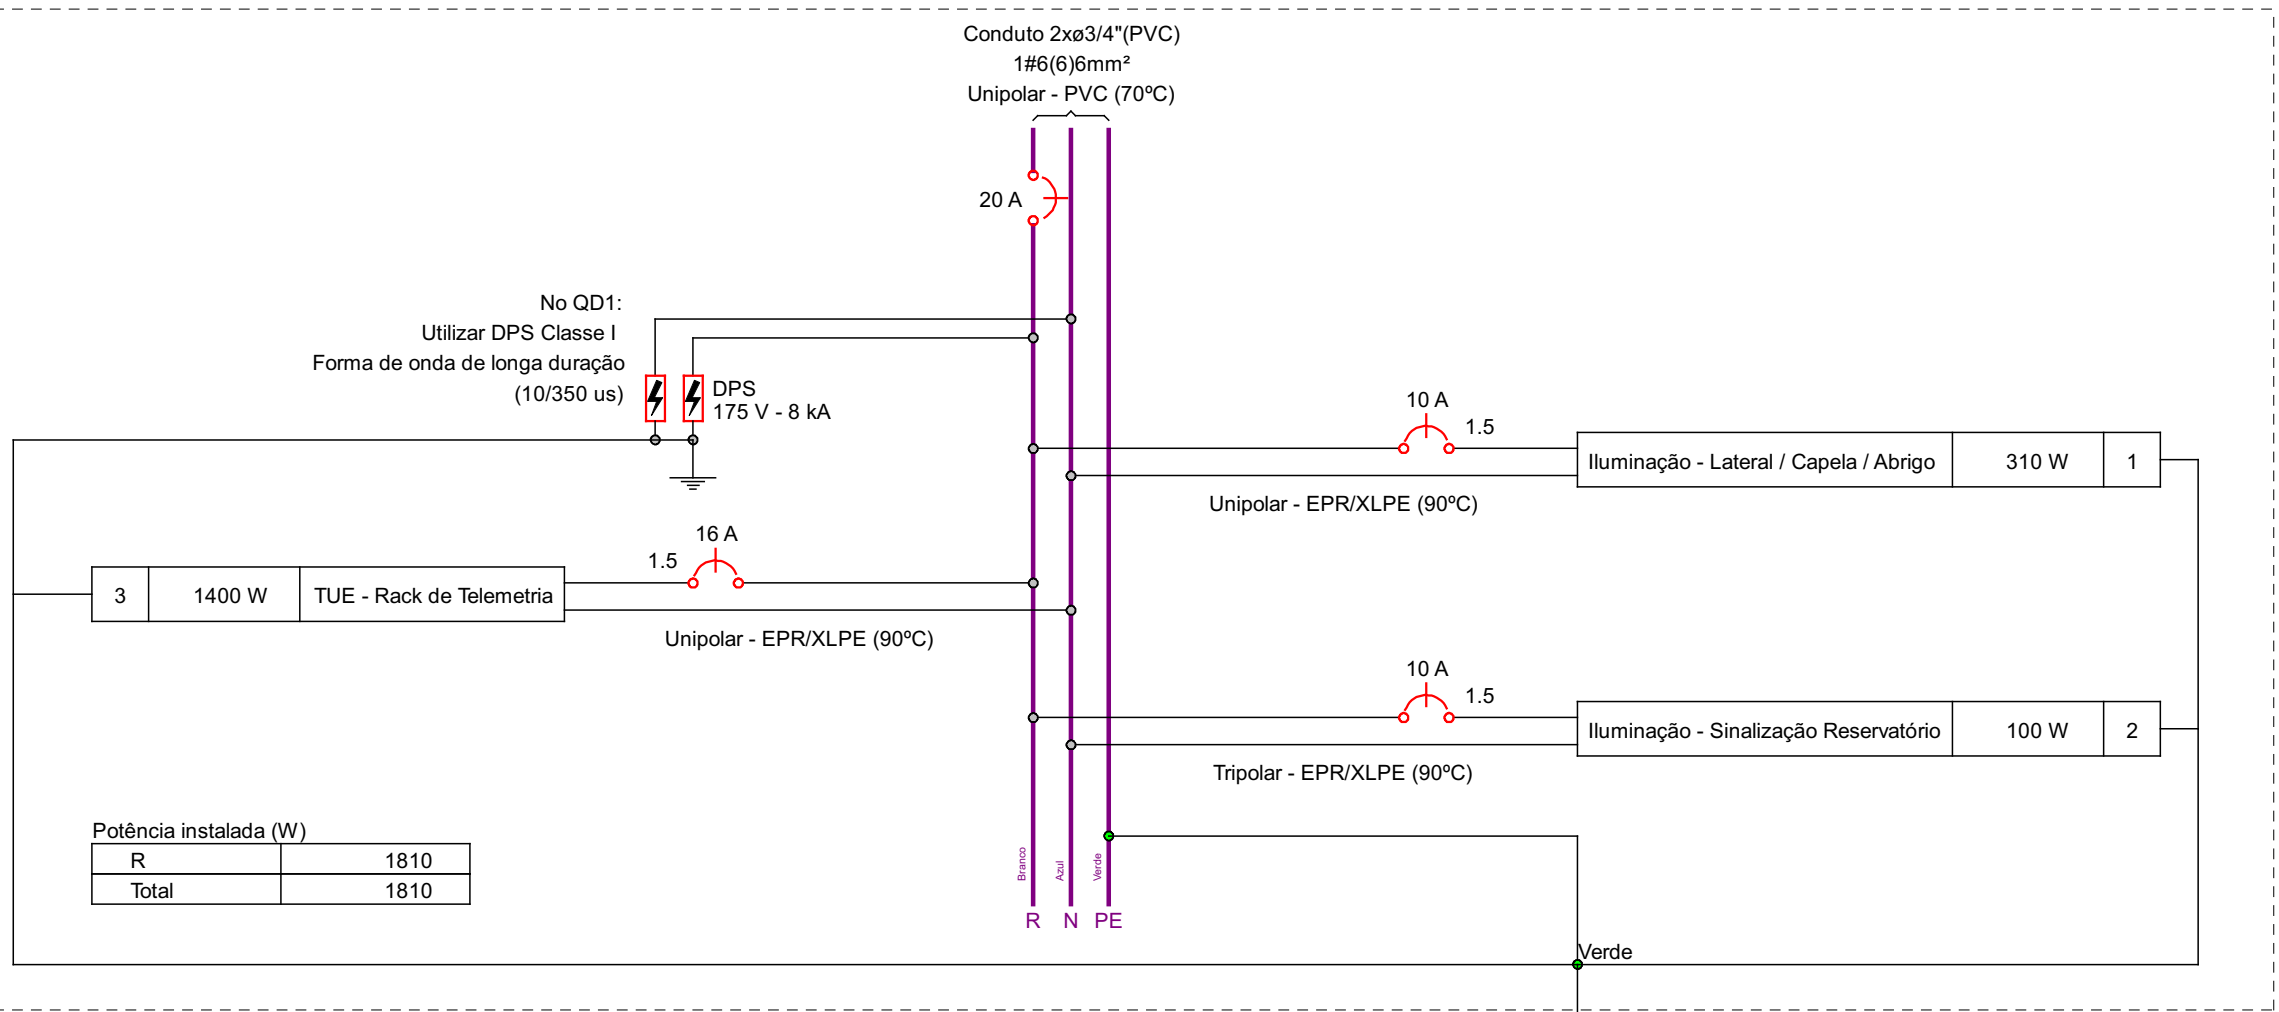 Conduto 2xø3/4"(PVC)
1#6(6)6mm²
Unipolar - PVC (70ºC)
20 A
No QD1:
Utilizar DPS Classe I
Forma de onda de longa duração
(10/350 us)
DPS
175 V - 8 kA
10 A
1.5
Iluminação - Lateral / Capela / Abrigo
310 W
1
Unipolar - EPR/XLPE (90ºC)
16 A
1.5
3
1400 W
TUE - Rack de Telemetria
Unipolar - EPR/XLPE (90ºC)
10 A
1.5
Iluminação - Sinalização Reservatório
100 W
2
Tripolar - EPR/XLPE (90ºC)
Potência instalada (W)
R 1810
Total 1810
Branco
Azul
Verde
R N PE
Verde